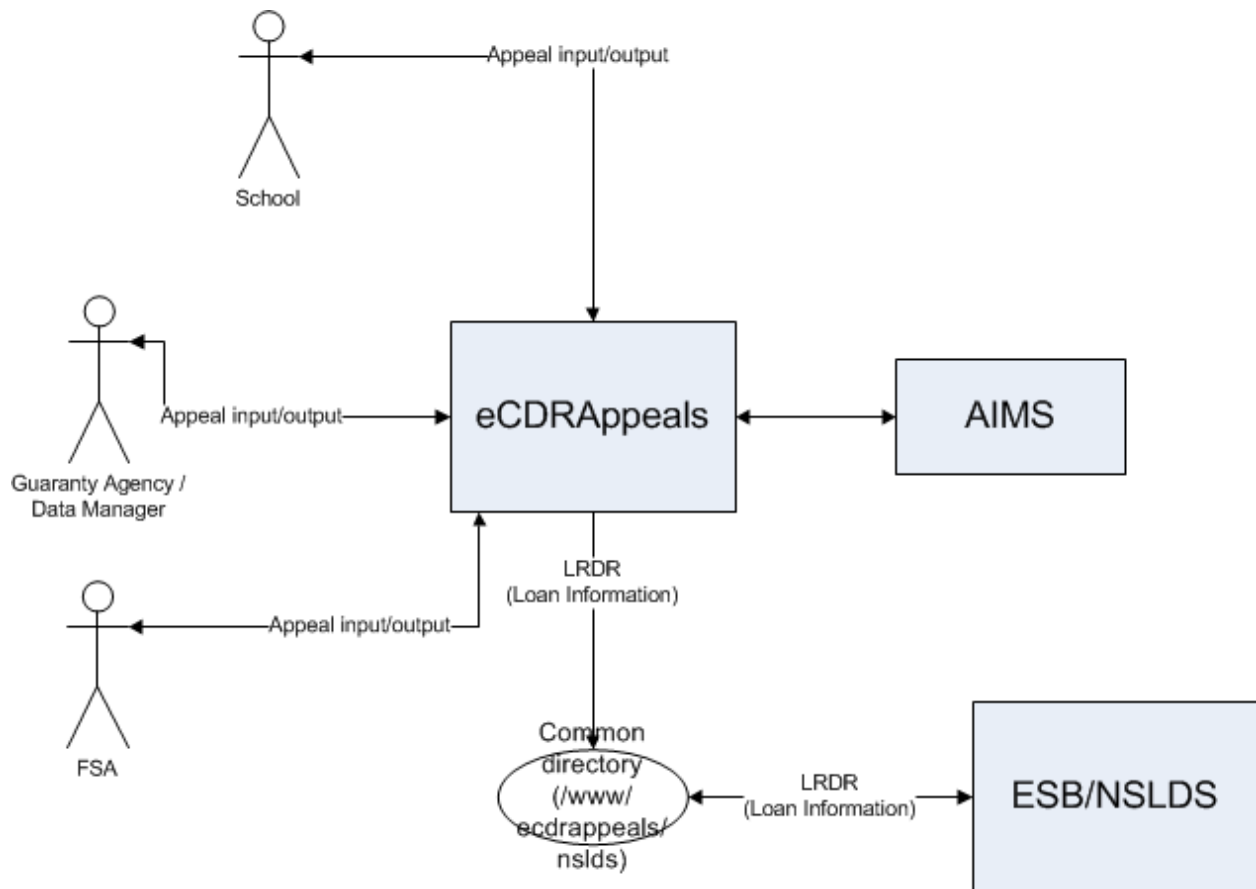 Appeal input/output
School
Appeal input/output
eCDRAppeals
AIMS
Guaranty Agency /
Data Manager
LRDR
(Loan Information)
Appeal input/output
FSA
Common
directory
(/www/
ecdrappeals/
nslds)
LRDR
(Loan Information)
ESB/NSLDS